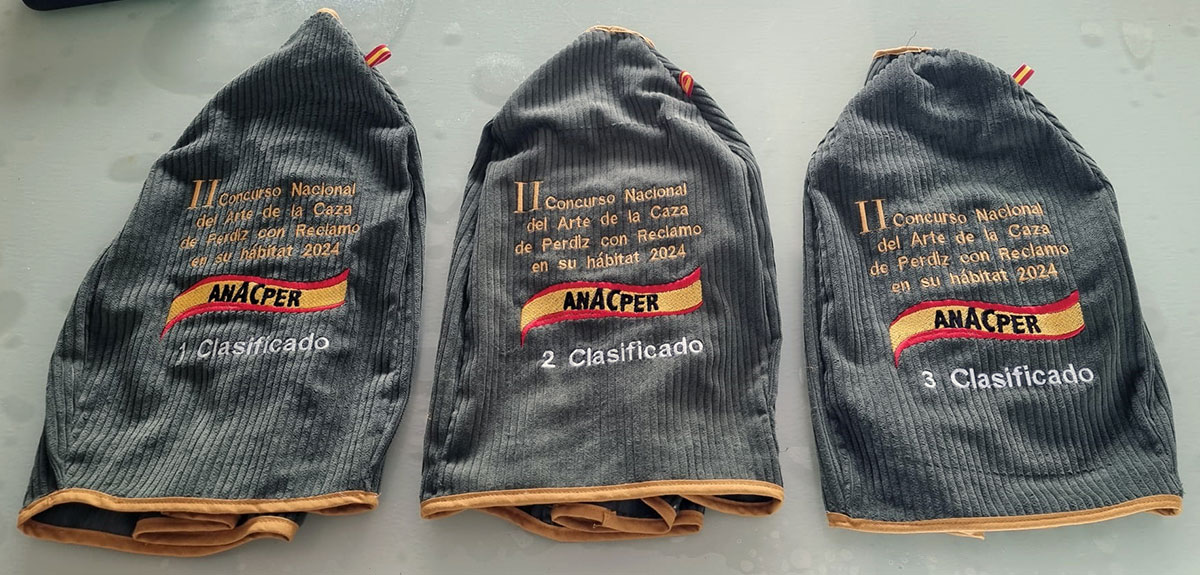 II Concurso Nacional
del Arte de la Caza
de Perdiz con Reclamo
en su hábitat 2024
ANACPER
1 Clasificado
II Concurso Nacional
del Arte de la Caza
de Perdiz con Reclamo
en su hábitat 2024
ANACPER
2 Clasificado
II Concurso Nacional
del Arte de la Caza
de Perdiz con Reclamo
en su hábitat 2024
ANACPER
3 Clasificado